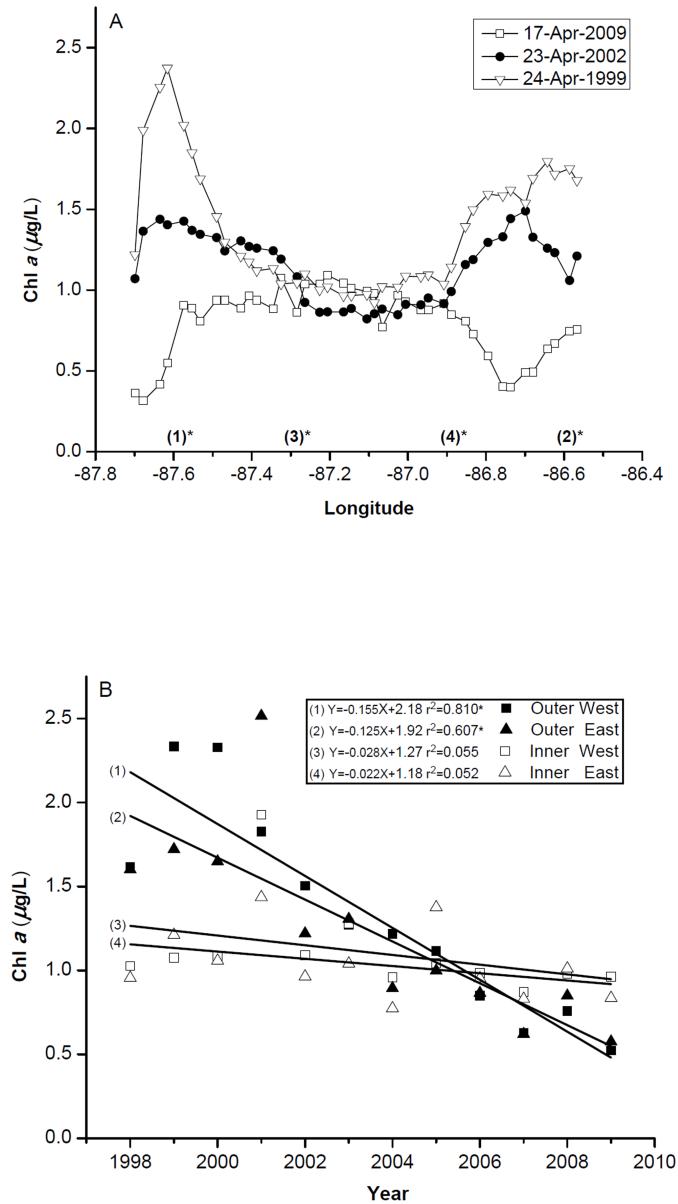 A
17-Apr-2009
23-Apr-2002
24-Apr-1999
2.5
2.0
1.5
1.0
0.5
0.0
Chl a (µg/L)
(1)* (3)* (4)* (2)*
-87.8 -87.6 -87.4 -87.2 -87.0 -86.8 -86.6 -86.4
Longitude
B
(1) Y=-0.155X+2.18 r²=0.810* Outer West
(2) Y=-0.125X+1.92 r²=0.607* Outer East
(3) Y=-0.028X+1.27 r²=0.055 Inner West
(4) Y=-0.022X+1.18 r²=0.052 Inner East
2.5
2.0
1.5
1.0
0.5
0.0
Chl a (µg/L)
(1)
(2)
(3)
(4)
1998 2000 2002 2004 2006 2008 2010
Year